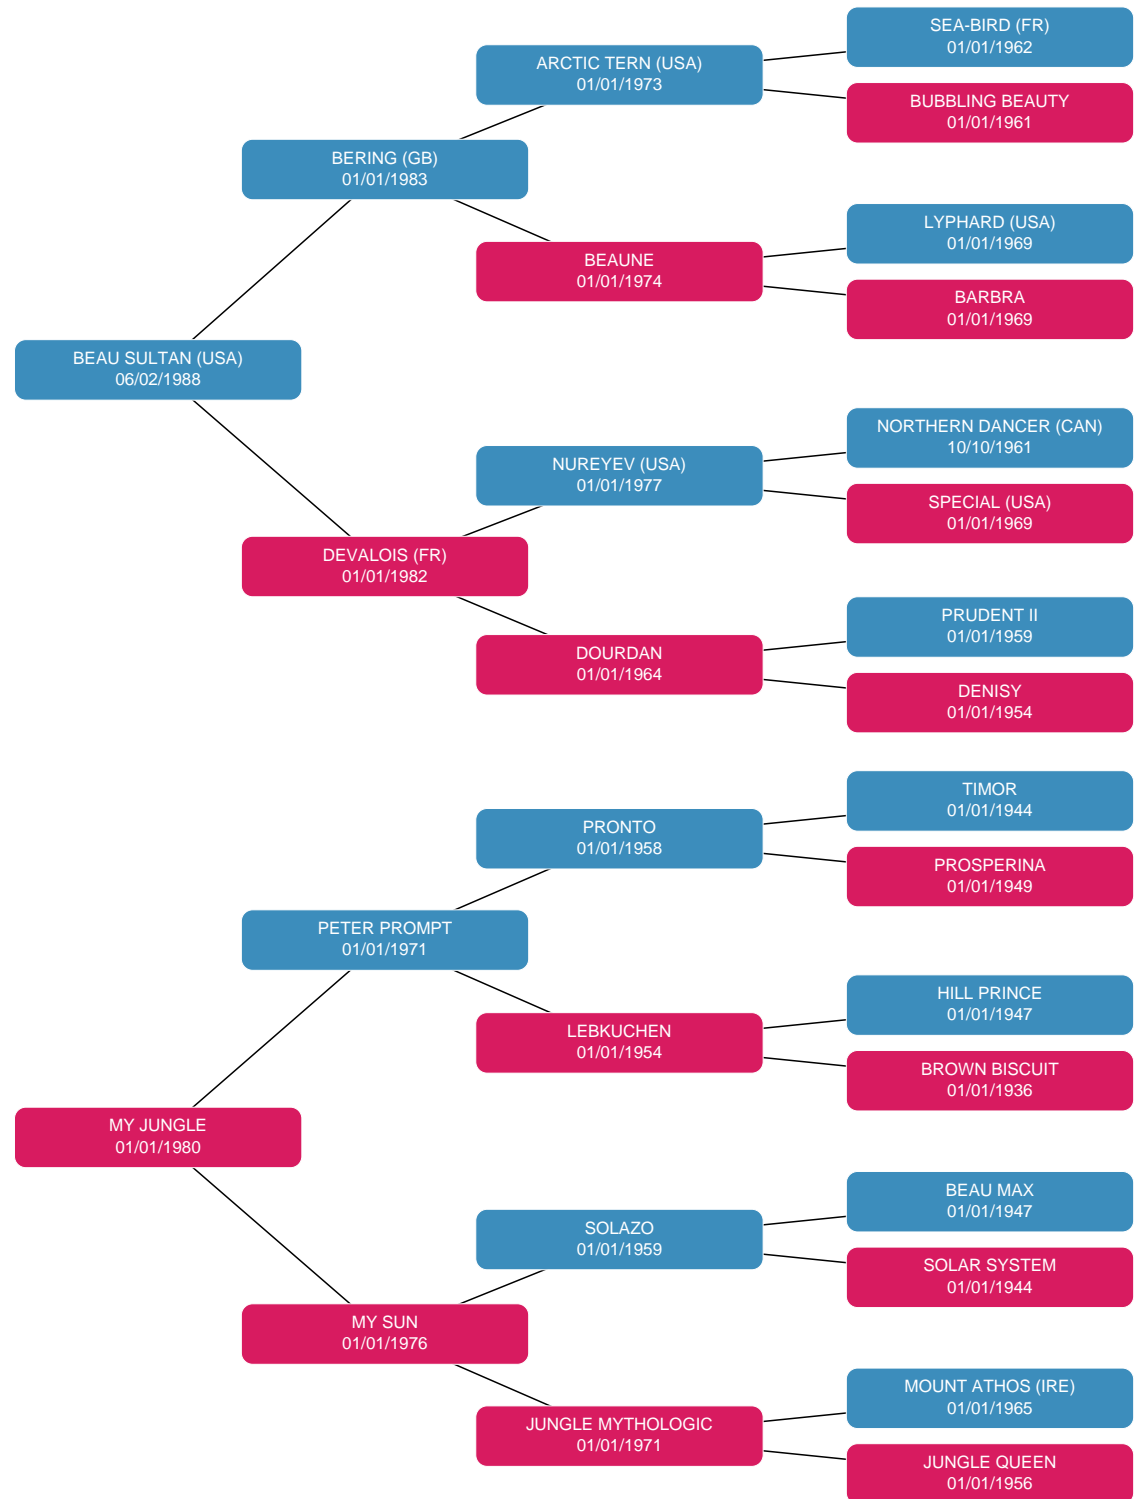 SEA-BIRD (FR)
01/01/1962
ARCTIC TERN (USA)
01/01/1973
BUBBLING BEAUTY
01/01/1961
BERING (GB)
01/01/1983
LYPHARD (USA)
01/01/1969
BEAUNE
01/01/1974
BARBRA
01/01/1969
BEAU SULTAN (USA)
06/02/1988
NORTHERN DANCER (CAN)
10/10/1961
NUREYEV (USA)
01/01/1977
SPECIAL (USA)
01/01/1969
DEVALOIS (FR)
01/01/1982
PRUDENT II
01/01/1959
DOURDAN
01/01/1964
DENISY
01/01/1954
TIMOR
01/01/1944
PRONTO
01/01/1958
PROSPERINA
01/01/1949
PETER PROMPT
01/01/1971
HILL PRINCE
01/01/1947
LEBKUCHEN
01/01/1954
BROWN BISCUIT
01/01/1936
MY JUNGLE
01/01/1980
BEAU MAX
01/01/1947
SOLAZO
01/01/1959
SOLAR SYSTEM
01/01/1944
MY SUN
01/01/1976
MOUNT ATHOS (IRE)
01/01/1965
JUNGLE MYTHOLOGIC
01/01/1971
JUNGLE QUEEN
01/01/1956